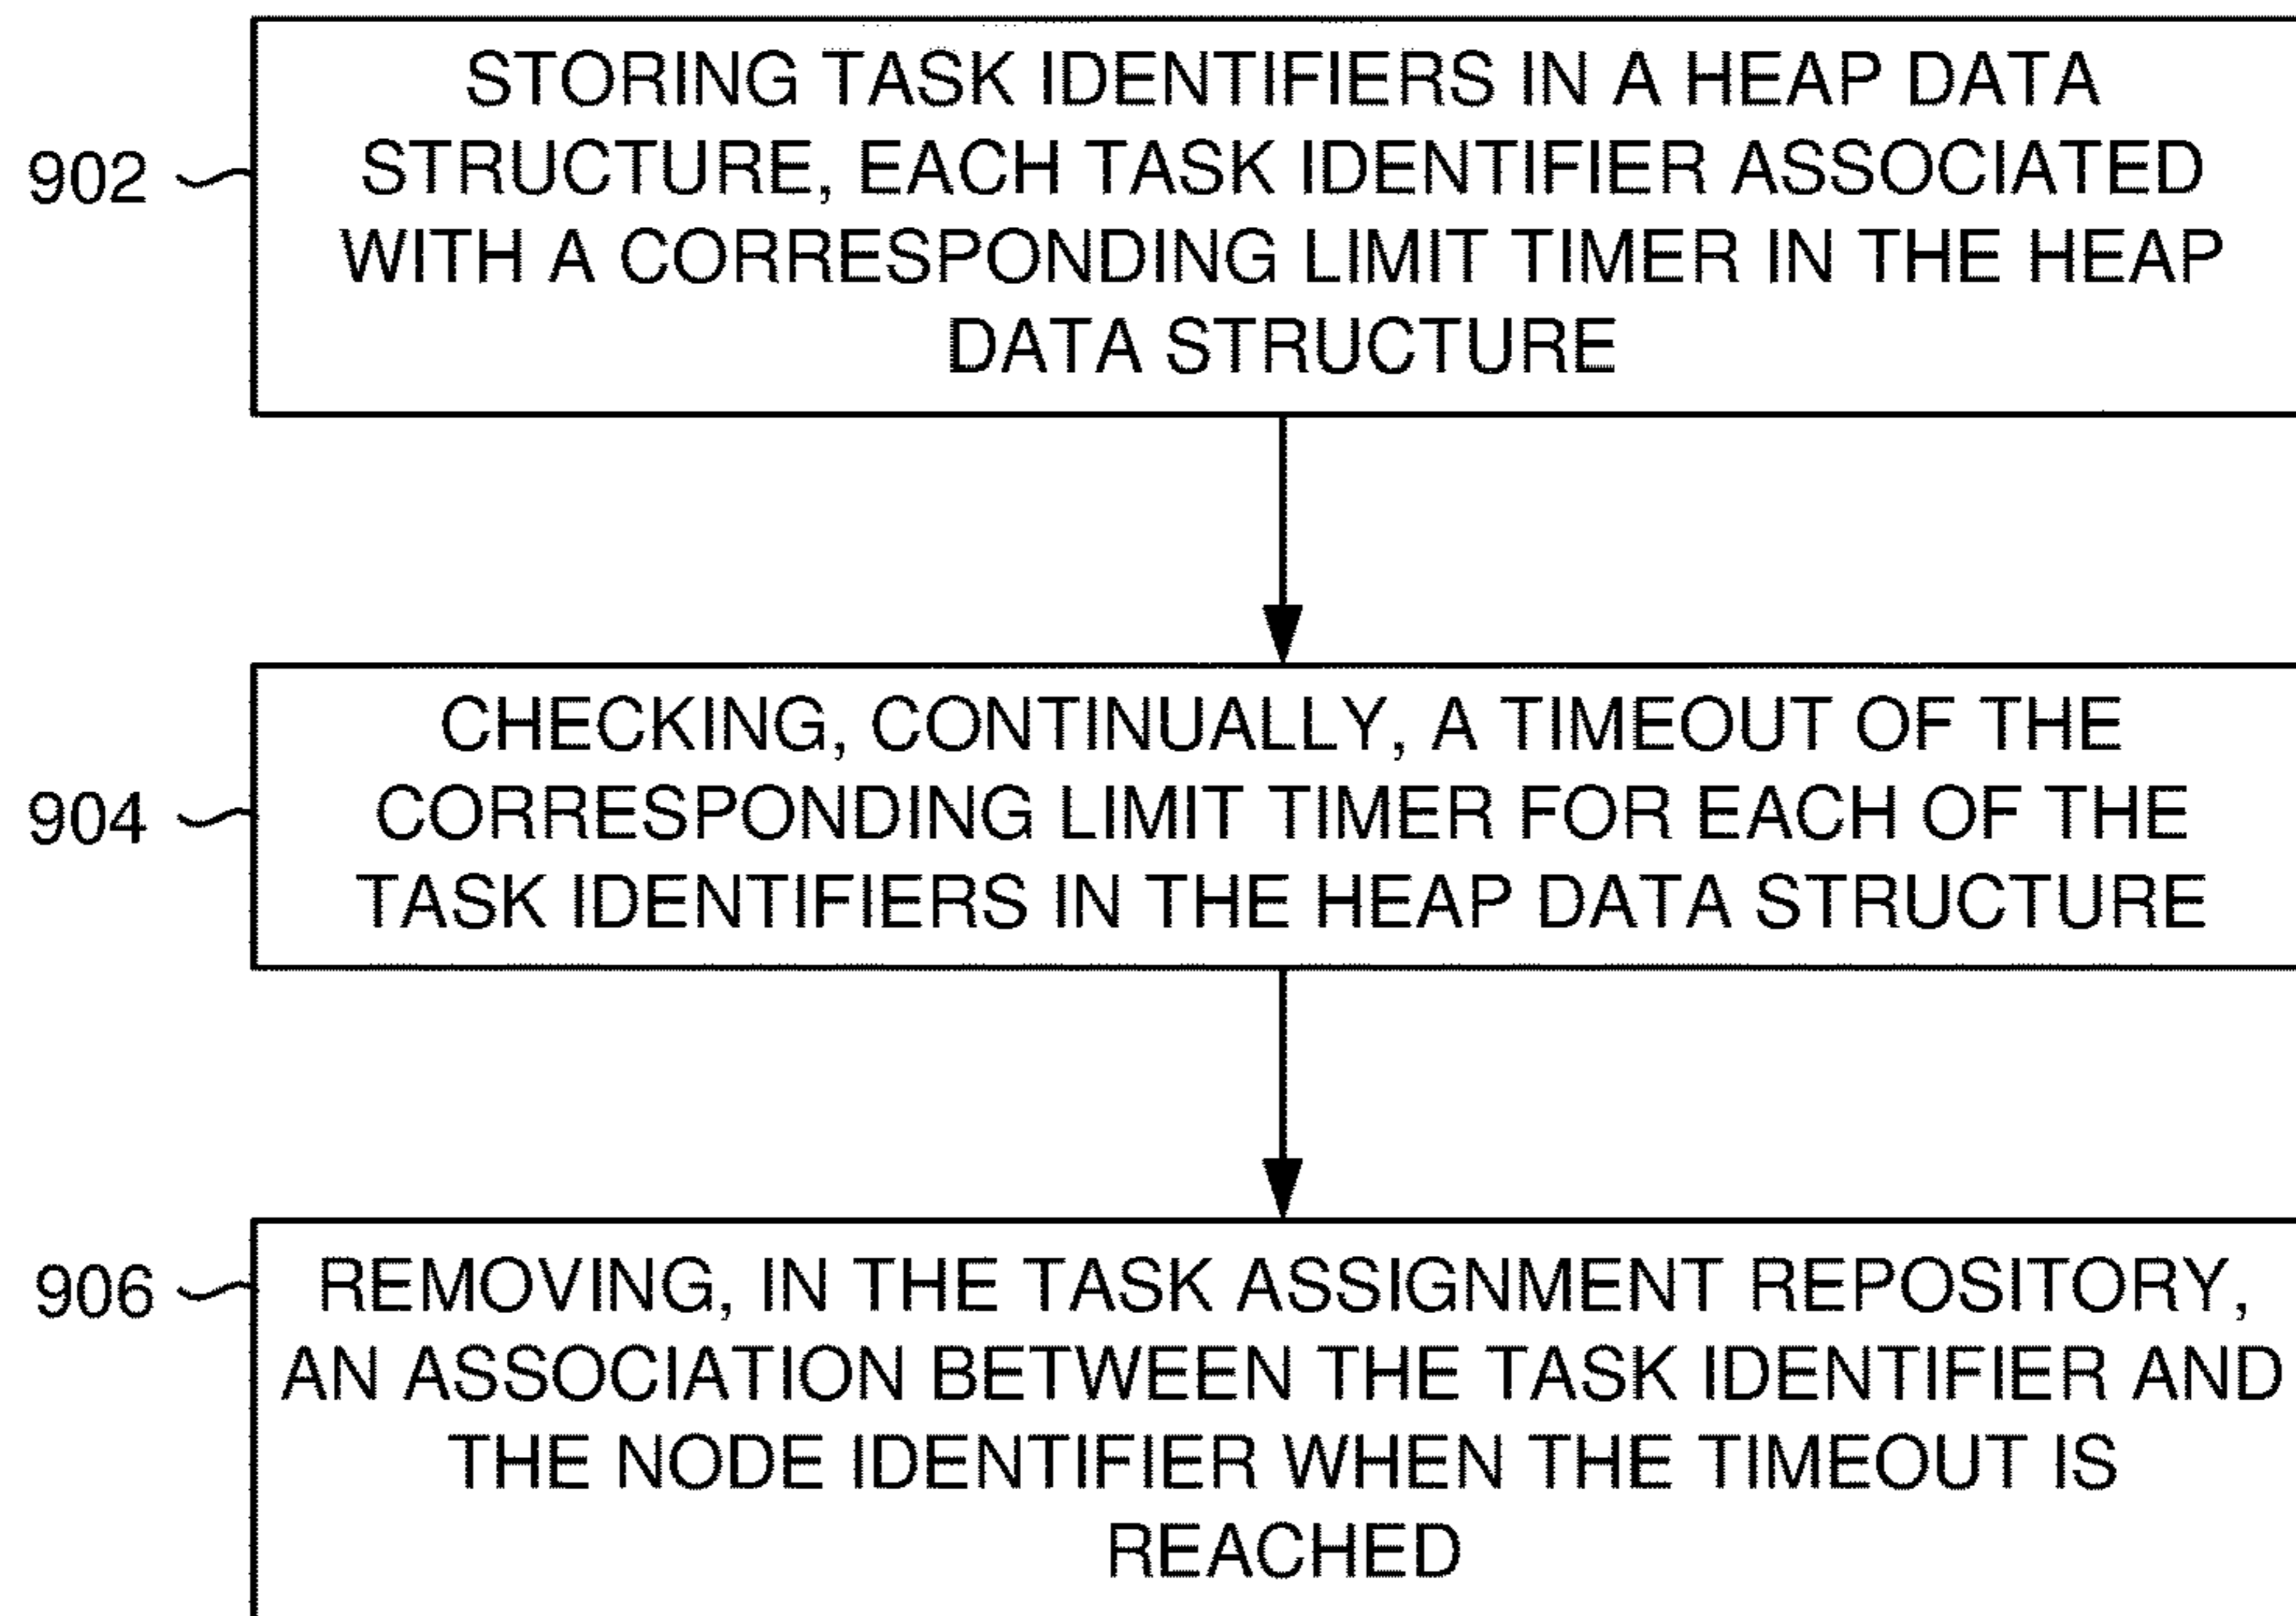 902
STORING TASK IDENTIFIERS IN A HEAP DATA
STRUCTURE, EACH TASK IDENTIFIER ASSOCIATED
WITH A CORRESPONDING LIMIT TIMER IN THE HEAP
DATA STRUCTURE
904
CHECKING, CONTINUALLY, A TIMEOUT OF THE
CORRESPONDING LIMIT TIMER FOR EACH OF THE
TASK IDENTIFIERS IN THE HEAP DATA STRUCTURE
906
REMOVING, IN THE TASK ASSIGNMENT REPOSITORY,
AN ASSOCIATION BETWEEN THE TASK IDENTIFIER AND
THE NODE IDENTIFIER WHEN THE TIMEOUT IS
REACHED